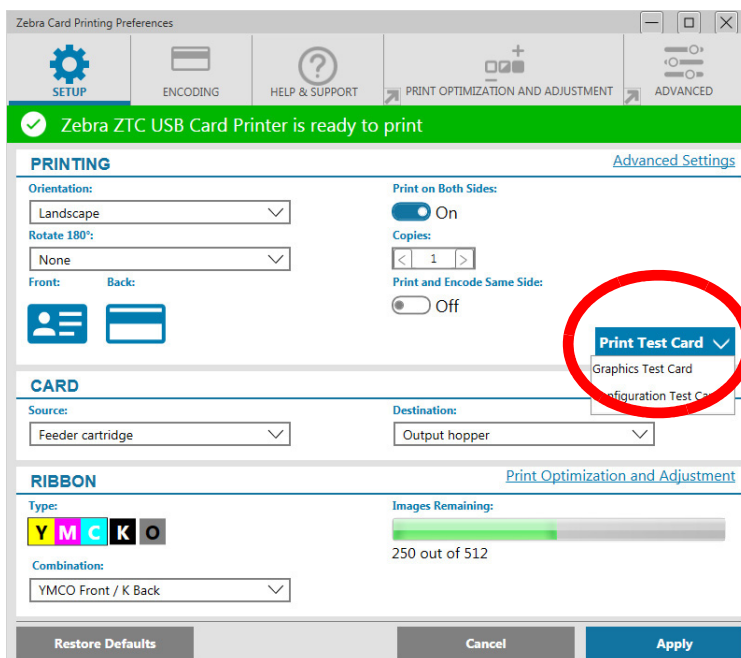 Zebra Card Printing Preferences
SETUP
ENCODING
HELP & SUPPORT
PRINT OPTIMIZATION AND ADJUSTMENT
ADVANCED
Zebra ZTC USB Card Printer is ready to print
PRINTING
Advanced Settings
Orientation:
Print on Both Sides:
Landscape
On
Rotate 180°:
Copies:
None
1
Front: Back:
Print and Encode Same Side:
Off
Print Test Card
Graphics Test Card
Configuration Test Card
CARD
Source:
Destination:
Feeder cartridge
Output hopper
RIBBON
Print Optimization and Adjustment
Type:
Images Remaining:
Y M C K O
250 out of 512
Combination:
YMCO Front / K Back
Restore Defaults
Cancel
Apply